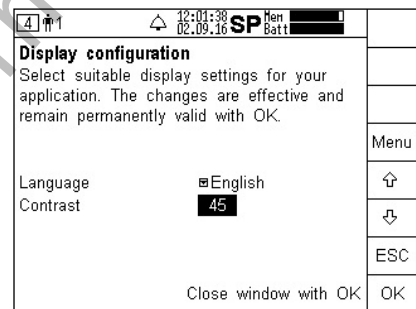 4 1 12:01:38 SP Mem
02.09.16 Batt
Display configuration
Select suitable display settings for your
application. The changes are effective and
remain permanently valid with OK.
Menu
Language English
Contrast 45
ESC
Close window with OK OK